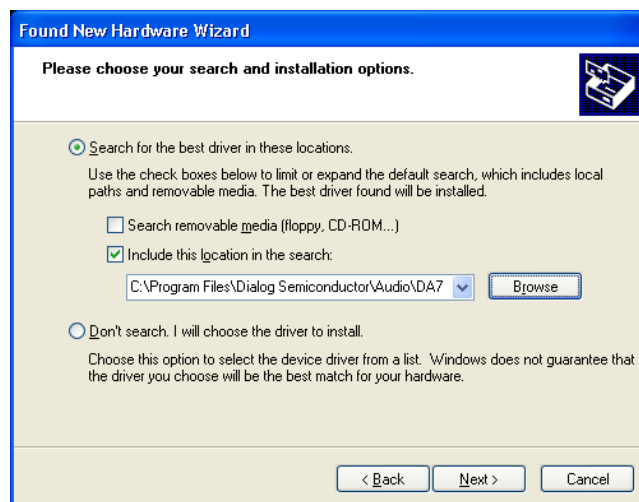 Found New Hardware Wizard
Please choose your search and installation options.
Search for the best driver in these locations.
Use the check boxes below to limit or expand the default search, which includes local
paths and removable media. The best driver found will be installed.
Search removable media (floppy, CD-ROM...)
Include this location in the search:
C:\Program Files\Dialog Semiconductor\Audio\DA7
Browse
Don't search. I will choose the driver to install.
Choose this option to select the device driver from a list. Windows does not guarantee that
the driver you choose will be the best match for your hardware.
< Back
Next >
Cancel